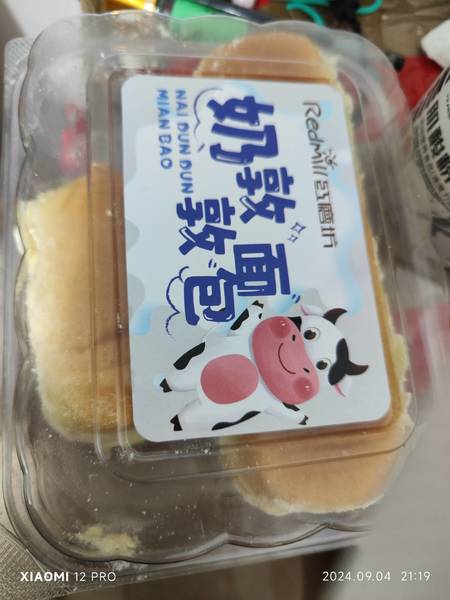 RedMill 红磨坊
奶敦敦
面包
NAI DUN DUN
MIAN BAO
XIAOMI 12 PRO
2024.09.04 21:19